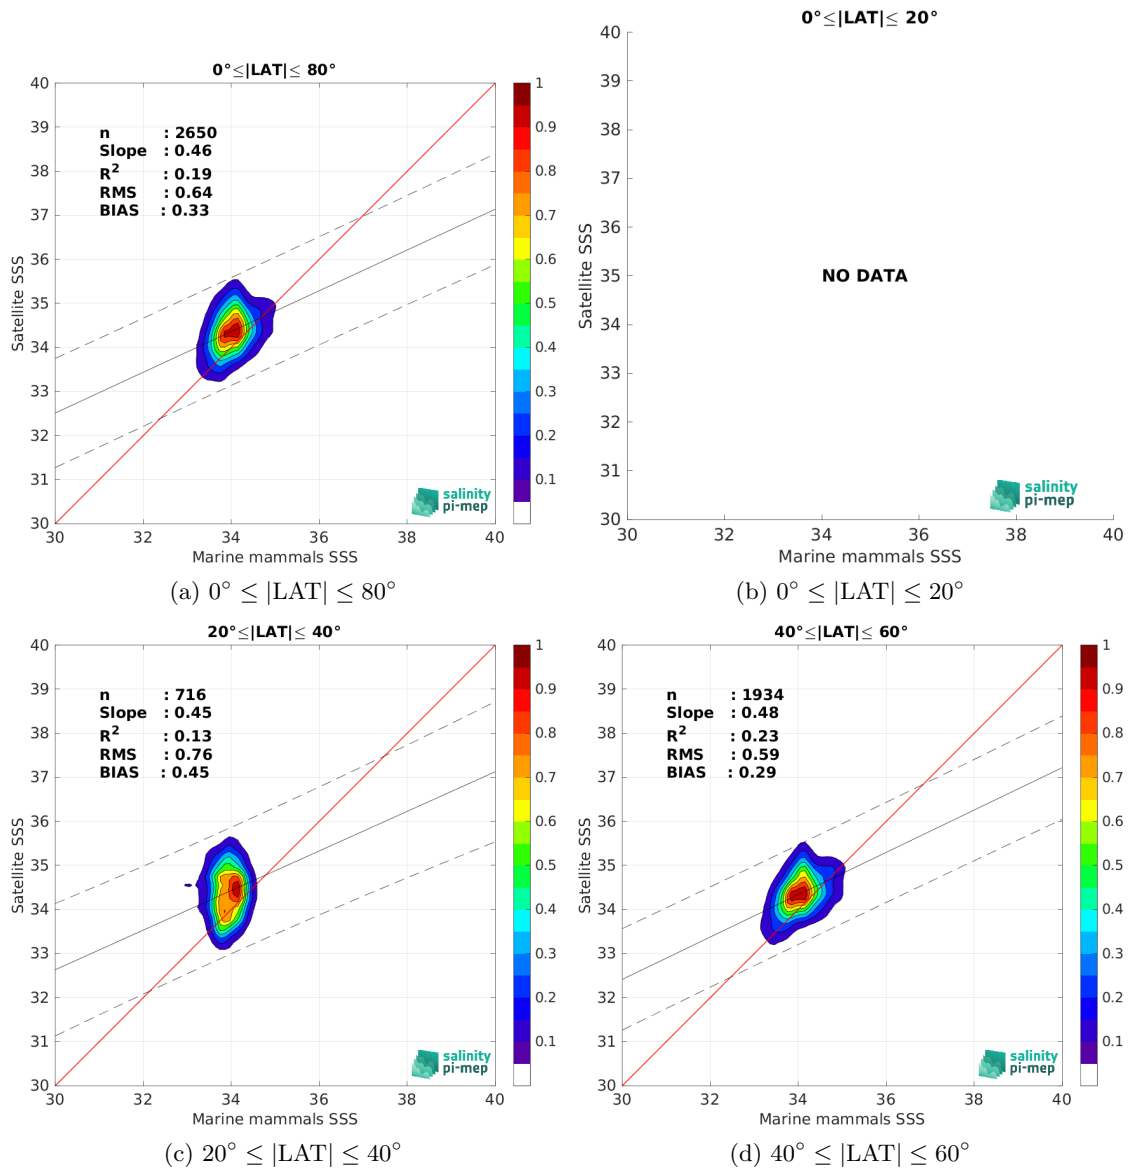 0°≤|LAT|≤ 80°
40
39
38
37
36
35
34
33
32
31
30
Satellite SSS
n : 2650
Slope : 0.46
R² : 0.19
RMS : 0.64
BIAS : 0.33
30 32 34 36 38 40
Marine mammals SSS
salinity
pi-mep
1
0.9
0.8
0.7
0.6
0.5
0.4
0.3
0.2
0.1
(a) 0° ≤ |LAT| ≤ 80°
0°≤|LAT|≤ 20°
40
39
38
37
36
35
34
33
32
31
30
Satellite SSS
NO DATA
30 32 34 36 38 40
Marine mammals SSS
salinity
pi-mep
(b) 0° ≤ |LAT| ≤ 20°
20°≤|LAT|≤ 40°
40
39
38
37
36
35
34
33
32
31
30
Satellite SSS
n : 716
Slope : 0.45
R² : 0.13
RMS : 0.76
BIAS : 0.45
30 32 34 36 38 40
Marine mammals SSS
salinity
pi-mep
1
0.9
0.8
0.7
0.6
0.5
0.4
0.3
0.2
0.1
(c) 20° ≤ |LAT| ≤ 40°
40°≤|LAT|≤ 60°
40
39
38
37
36
35
34
33
32
31
30
Satellite SSS
n : 1934
Slope : 0.48
R² : 0.23
RMS : 0.59
BIAS : 0.29
30 32 34 36 38 40
Marine mammals SSS
salinity
pi-mep
1
0.9
0.8
0.7
0.6
0.5
0.4
0.3
0.2
0.1
(d) 40° ≤ |LAT| ≤ 60°